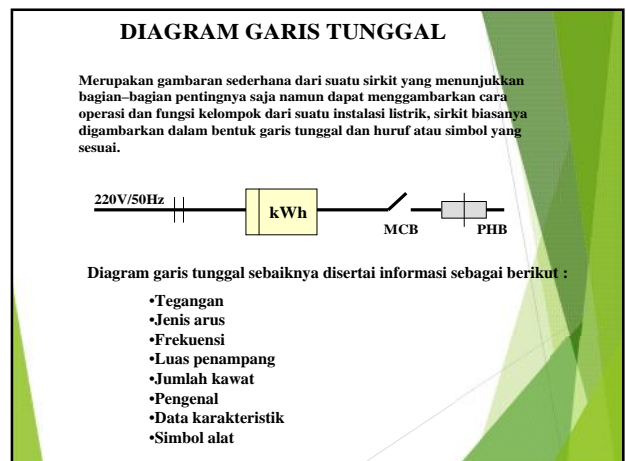 DIAGRAM GARIS TUNGGAL
Merupakan gambaran sederhana dari suatu sirkit yang menunjukkan
bagian–bagian pentingnya saja namun dapat menggambarkan cara
operasi dan fungsi kelompok dari suatu instalasi listrik, sirkit biasanya
digambarkan dalam bentuk garis tunggal dan huruf atau simbol yang
sesuai.
220V/50Hz
kWh
MCB
PHB
Diagram garis tunggal sebaiknya disertai informasi sebagai berikut :
•Tegangan
•Jenis arus
•Frekuensi
•Luas penampang
•Jumlah kawat
•Pengenal
•Data karakteristik
•Simbol alat